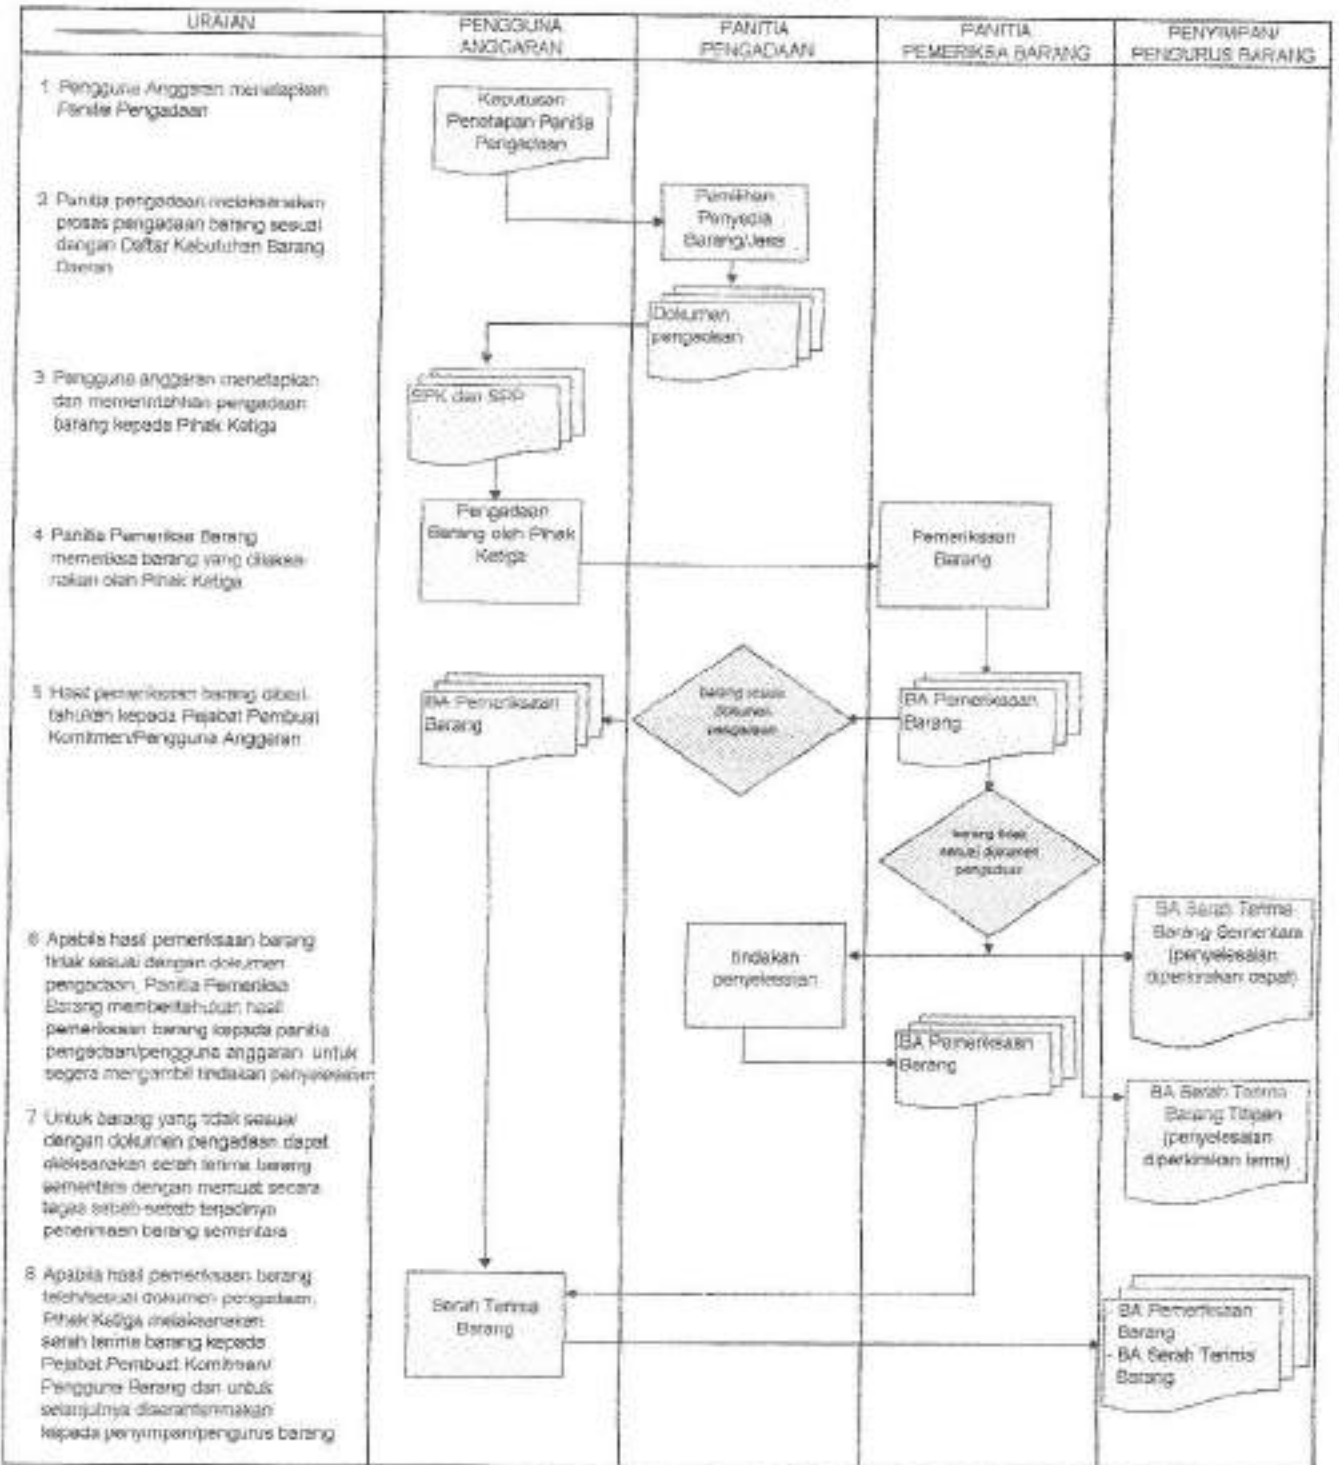 URAIAN
PENGGUNA
ANGGARAN
PANITIA
PENGADAAN
PANITIA
PEMERIKSA BARANG
PENYIMPAN/
PENGURUS BARANG
1 Pengguna Anggaran menetapkan
Panitia Pengadaan
Keputusan
Penetapan Panitia
Pengadaan
2 Panitia pengadaan melaksanakan
proses pengadaan barang sesuai
dengan Daftar Kebutuhan Barang
Daerah
Pemilihan
Penyedia
Barang/Jasa
Dokumen
pengadaan
3 Pengguna anggaran menetapkan
dan memerintahkan pengadaan
barang kepada Pihak Ketiga
SPK dan SPP
4 Panitia Pemeriksa Barang
memeriksa barang yang dilaksa-
nakan oleh Pihak Ketiga
Pengadaan
Barang oleh Pihak
Ketiga
Pemeriksaan
Barang
5 Hasil pemeriksaan barang diberi-
tahukan kepada Pejabat Pembuat
Komitmen/Pengguna Anggaran
BA Pemeriksaan
Barang
barang sesuai
dokumen
pengadaan
BA Pemeriksaan
Barang
barang tidak
sesuai dokumen
pengadaan
6 Apabila hasil pemeriksaan barang
tidak sesuai dengan dokumen
pengadaan, Panitia Pemeriksa
Barang memberitahukan hasil
pemeriksaan barang kepada panitia
pengadaan/pengguna anggaran untuk
segera mengambil tindakan penyelesaian
tindakan
penyelesaian
BA Pemeriksaan
Barang
BA Serah Terima
Barang Sementara
(penyelesaian
diperkirakan cepat)
7 Untuk barang yang tidak sesuai
dengan dokumen pengadaan dapat
dilaksanakan serah terima barang
sementara dengan memuat secara
tegas sebab-sebab terjadinya
penerimaan barang sementara
BA Serah Terima
Barang Titipan
(penyelesaian
diperkirakan lama)
8 Apabila hasil pemeriksaan barang
telah/sesuai dokumen pengadaan,
Pihak Ketiga melaksanakan
serah terima barang kepada
Pejabat Pembuat Komitmen/
Pengguna Barang dan untuk
selanjutnya diserahterimakan
kepada penyimpan/pengurus barang
Serah Terima
Barang
- BA Pemeriksaan
Barang
- BA Serah Terima
Barang